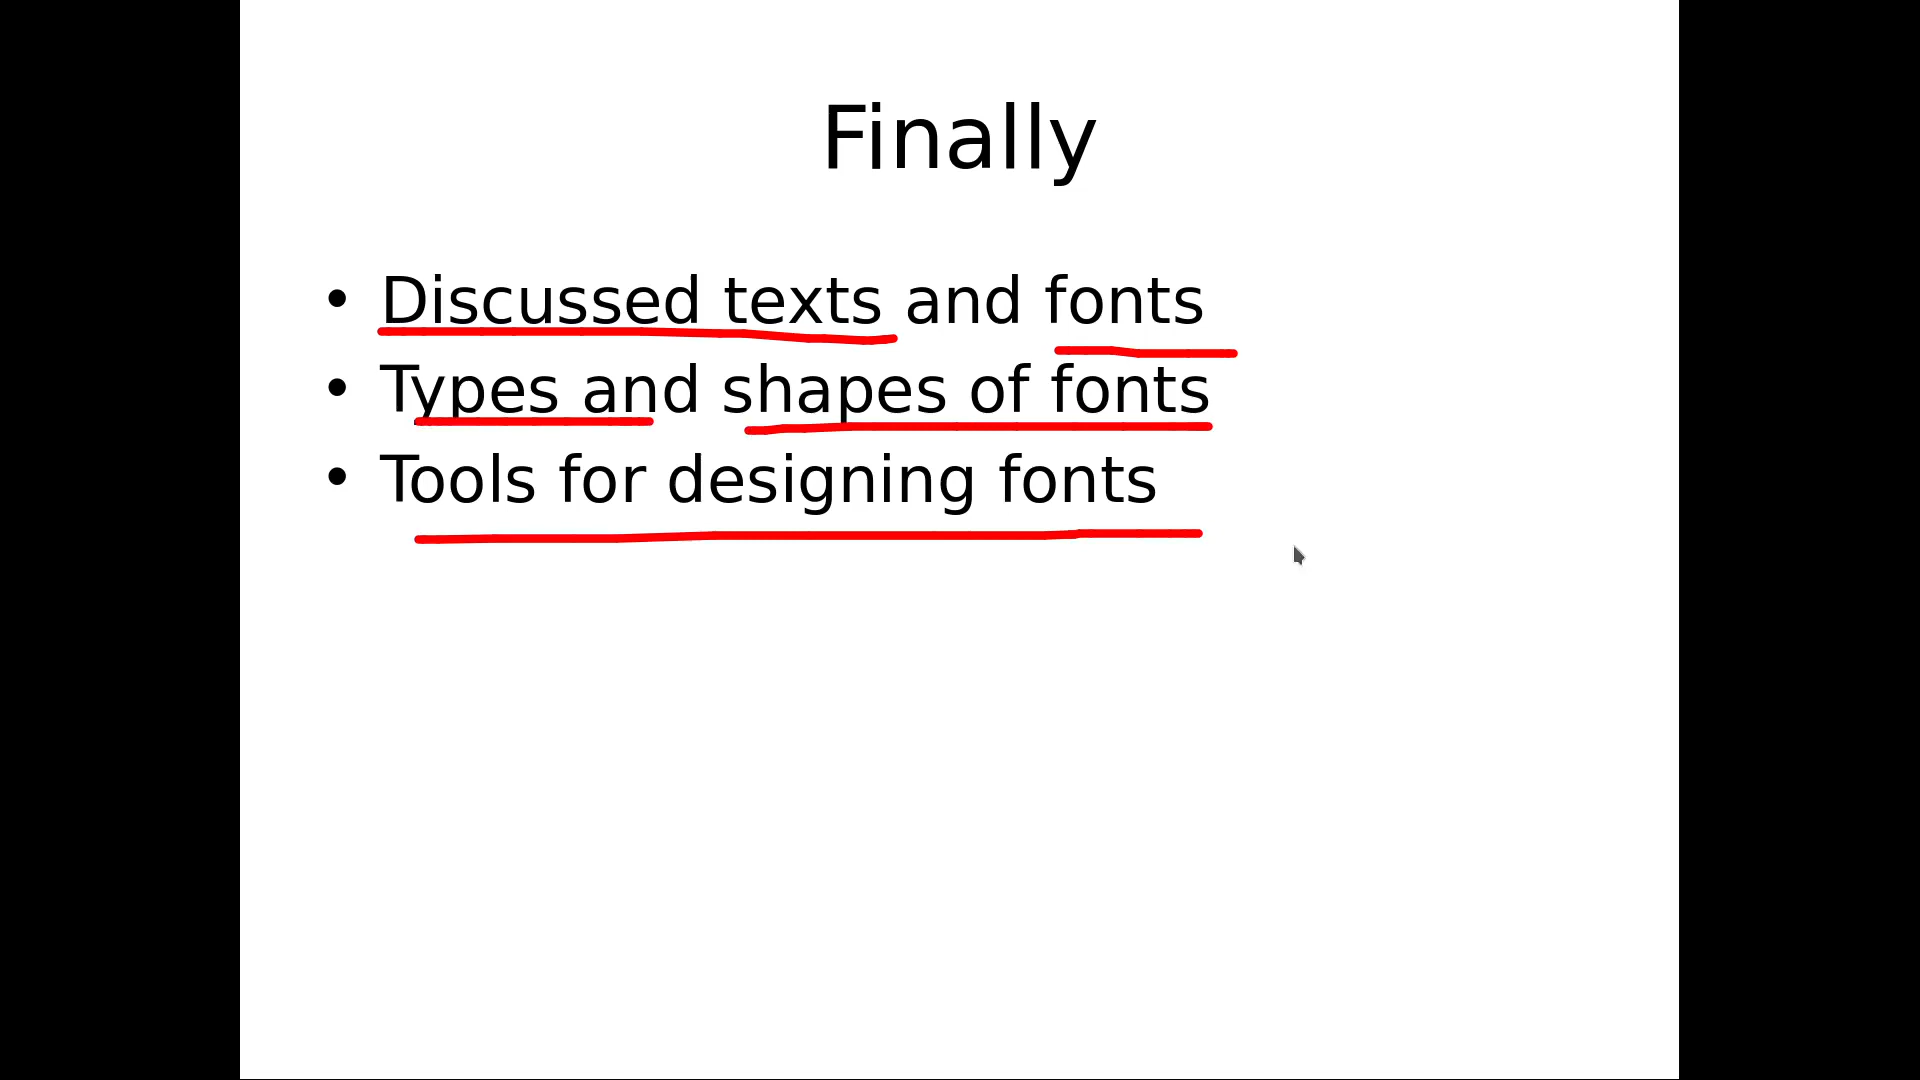 Finally
• Discussed texts and fonts
• Types and shapes of fonts
• Tools for designing fonts